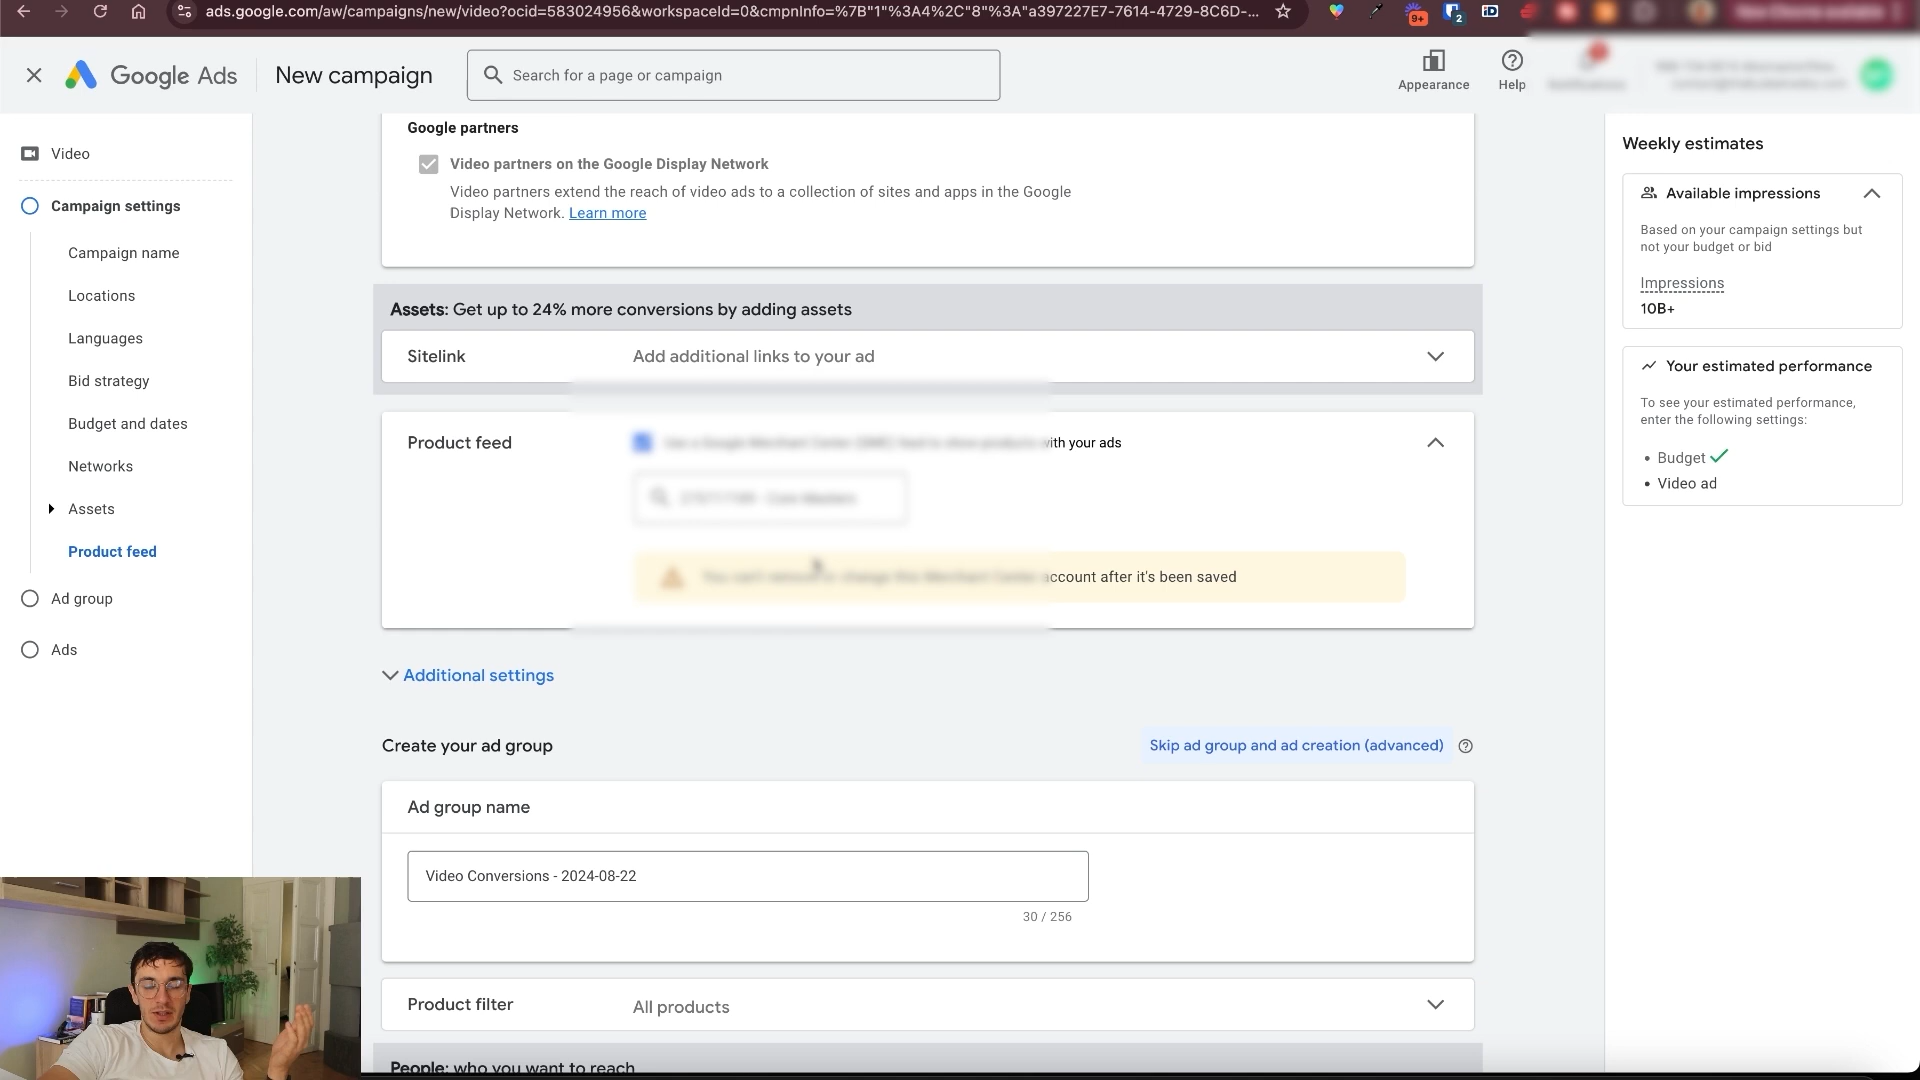 ads.google.com/aw/campaigns/new/video?ocid=583024956&workspaceId=0&cmpnInfo=%7B"1"%3A4%2C"8"%3A"a397227E7-7614-4729-8C6D-...
9+
2
Google Ads
New campaign
Search for a page or campaign
Appearance
Help
Video
Campaign settings
Campaign name
Locations
Languages
Bid strategy
Budget and dates
Networks
Assets
Product feed
Ad group
Ads
Google partners
Video partners on the Google Display Network
Video partners extend the reach of video ads to a collection of sites and apps in the Google
Display Network. Learn more
Assets: Get up to 24% more conversions by adding assets
Sitelink
Add additional links to your ad
Product feed
with your ads
account after it's been saved
Additional settings
Create your ad group
Skip ad group and ad creation (advanced)
Ad group name
Video Conversions - 2024-08-22
30 / 256
Product filter
All products
People: who you want to reach
Weekly estimates
Available impressions
Based on your campaign settings but
not your budget or bid
Impressions
10B+
Your estimated performance
To see your estimated performance,
enter the following settings:
• Budget
• Video ad